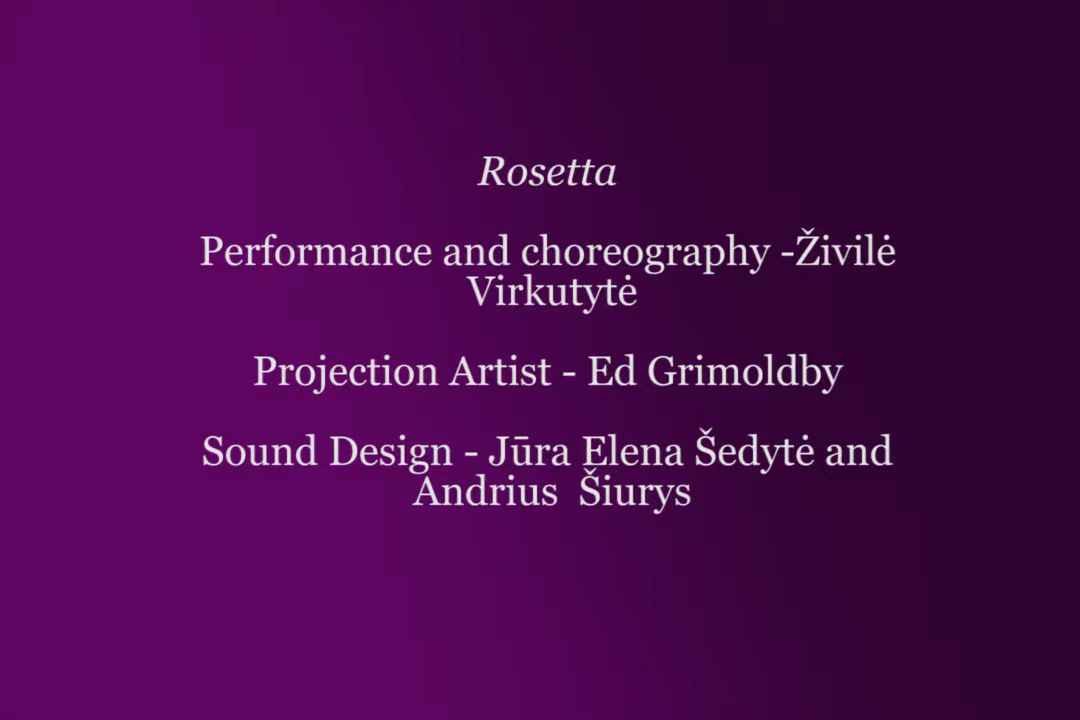 Rosetta
Performance and choreography -Živilė
Virkutytė
Projection Artist - Ed Grimoldby
Sound Design - Jūra Elena Šedytė and
Andrius  Šiurys